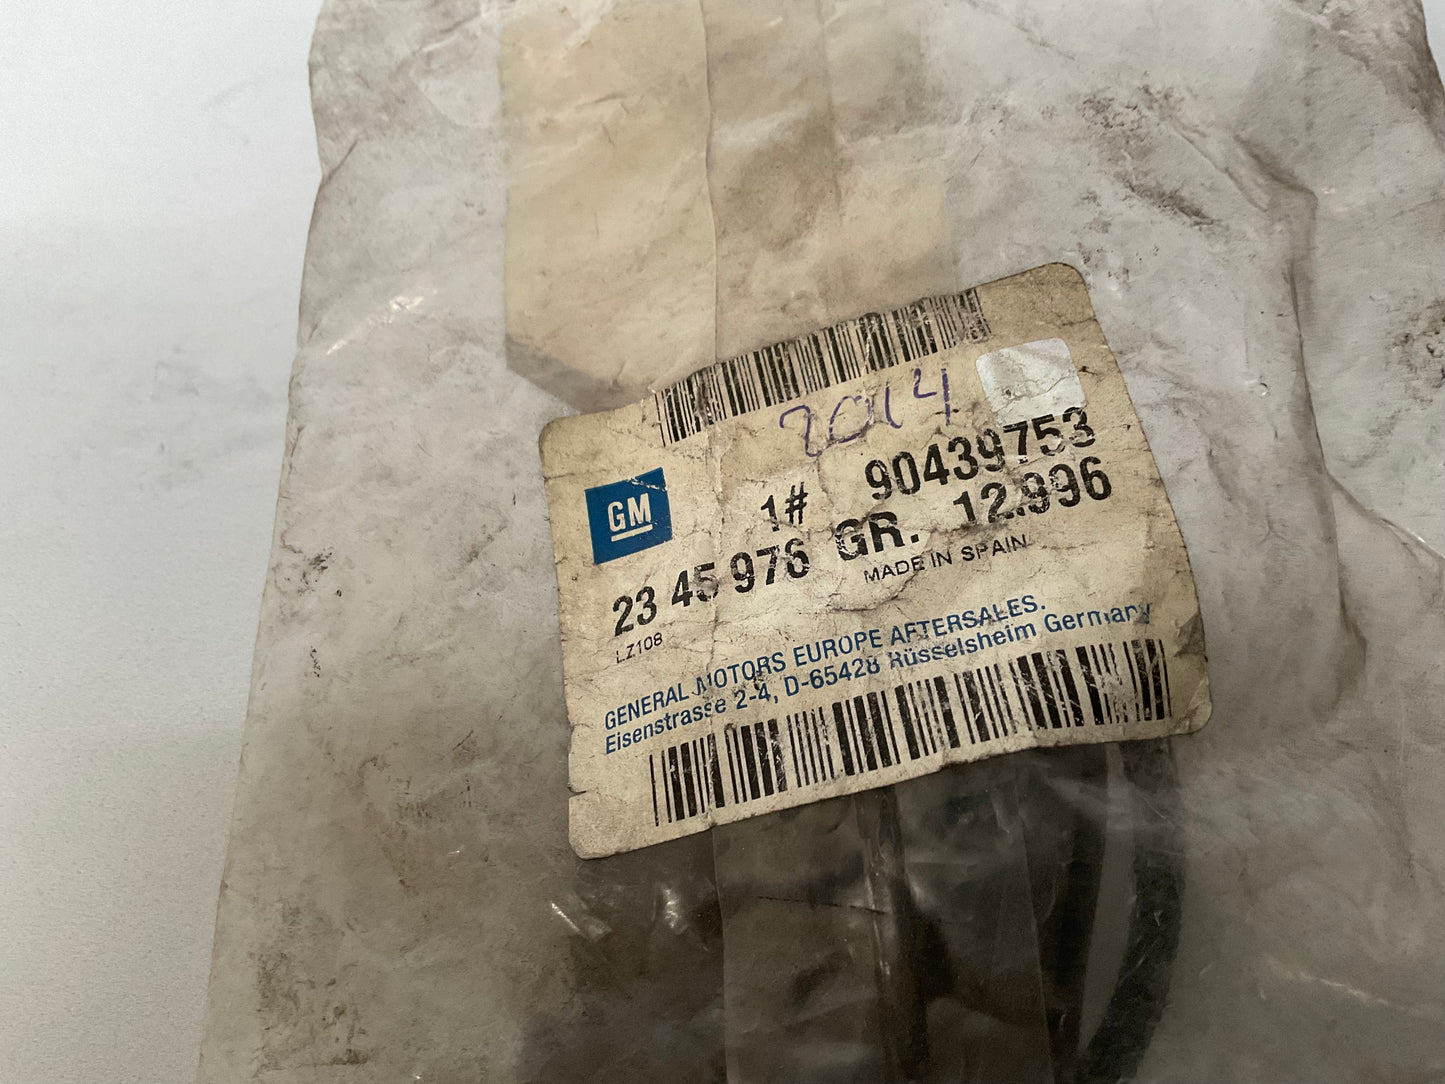 2014
GM
1# 90439753
23 45 976 GR. 12.996
LZ108 MADE IN SPAIN
GENERAL MOTORS EUROPE AFTERSALES.
Eisenstrasse 2-4, D-65428 Rüsselsheim Germany